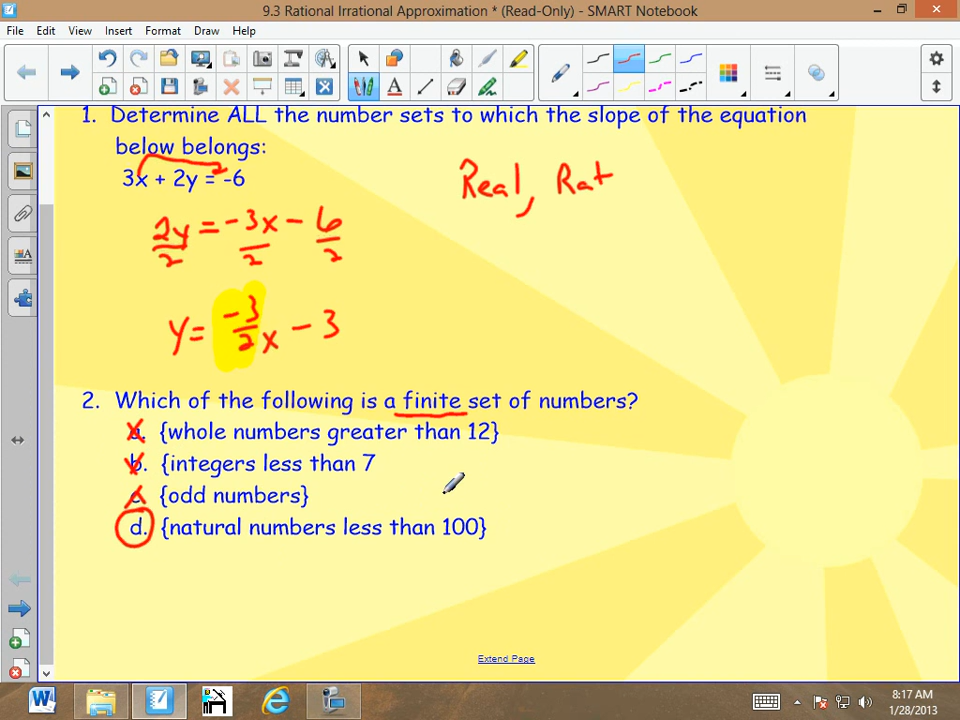 9.3 Rational Irrational Approximation * (Read-Only) - SMART Notebook
File Edit View Insert Format Draw Help
1. Determine ALL the number sets to which the slope of the equation
below belongs:
3x + 2y = -6
Real, Rat
2y = -3x - 6
2 2 2
y = -3/2 x - 3
2. Which of the following is a finite set of numbers?
a. {whole numbers greater than 12}
b. {integers less than 7
c. {odd numbers}
d. {natural numbers less than 100}
Extend Page
8:17 AM
1/28/2013